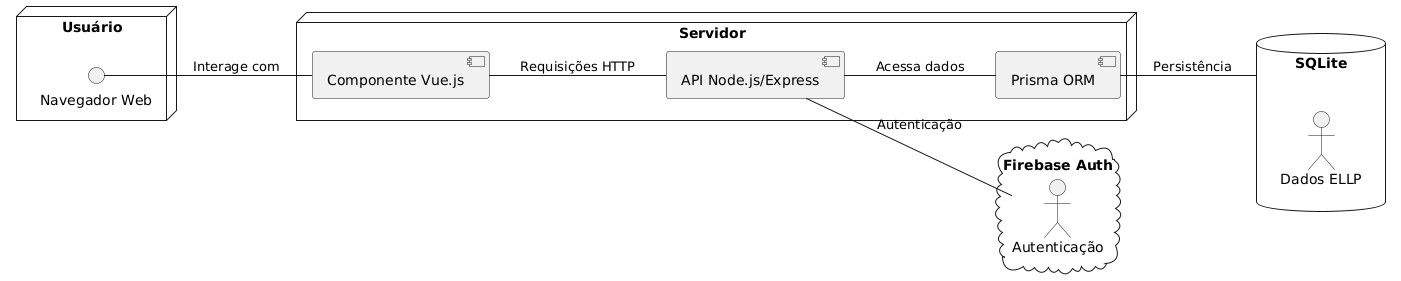 Usuário
Navegador Web
Interage com
Servidor
Componente Vue.js
Requisições HTTP
API Node.js/Express
Acessa dados
Prisma ORM
Persistência
SQLite
Dados ELLP
Autenticação
Firebase Auth
Autenticação